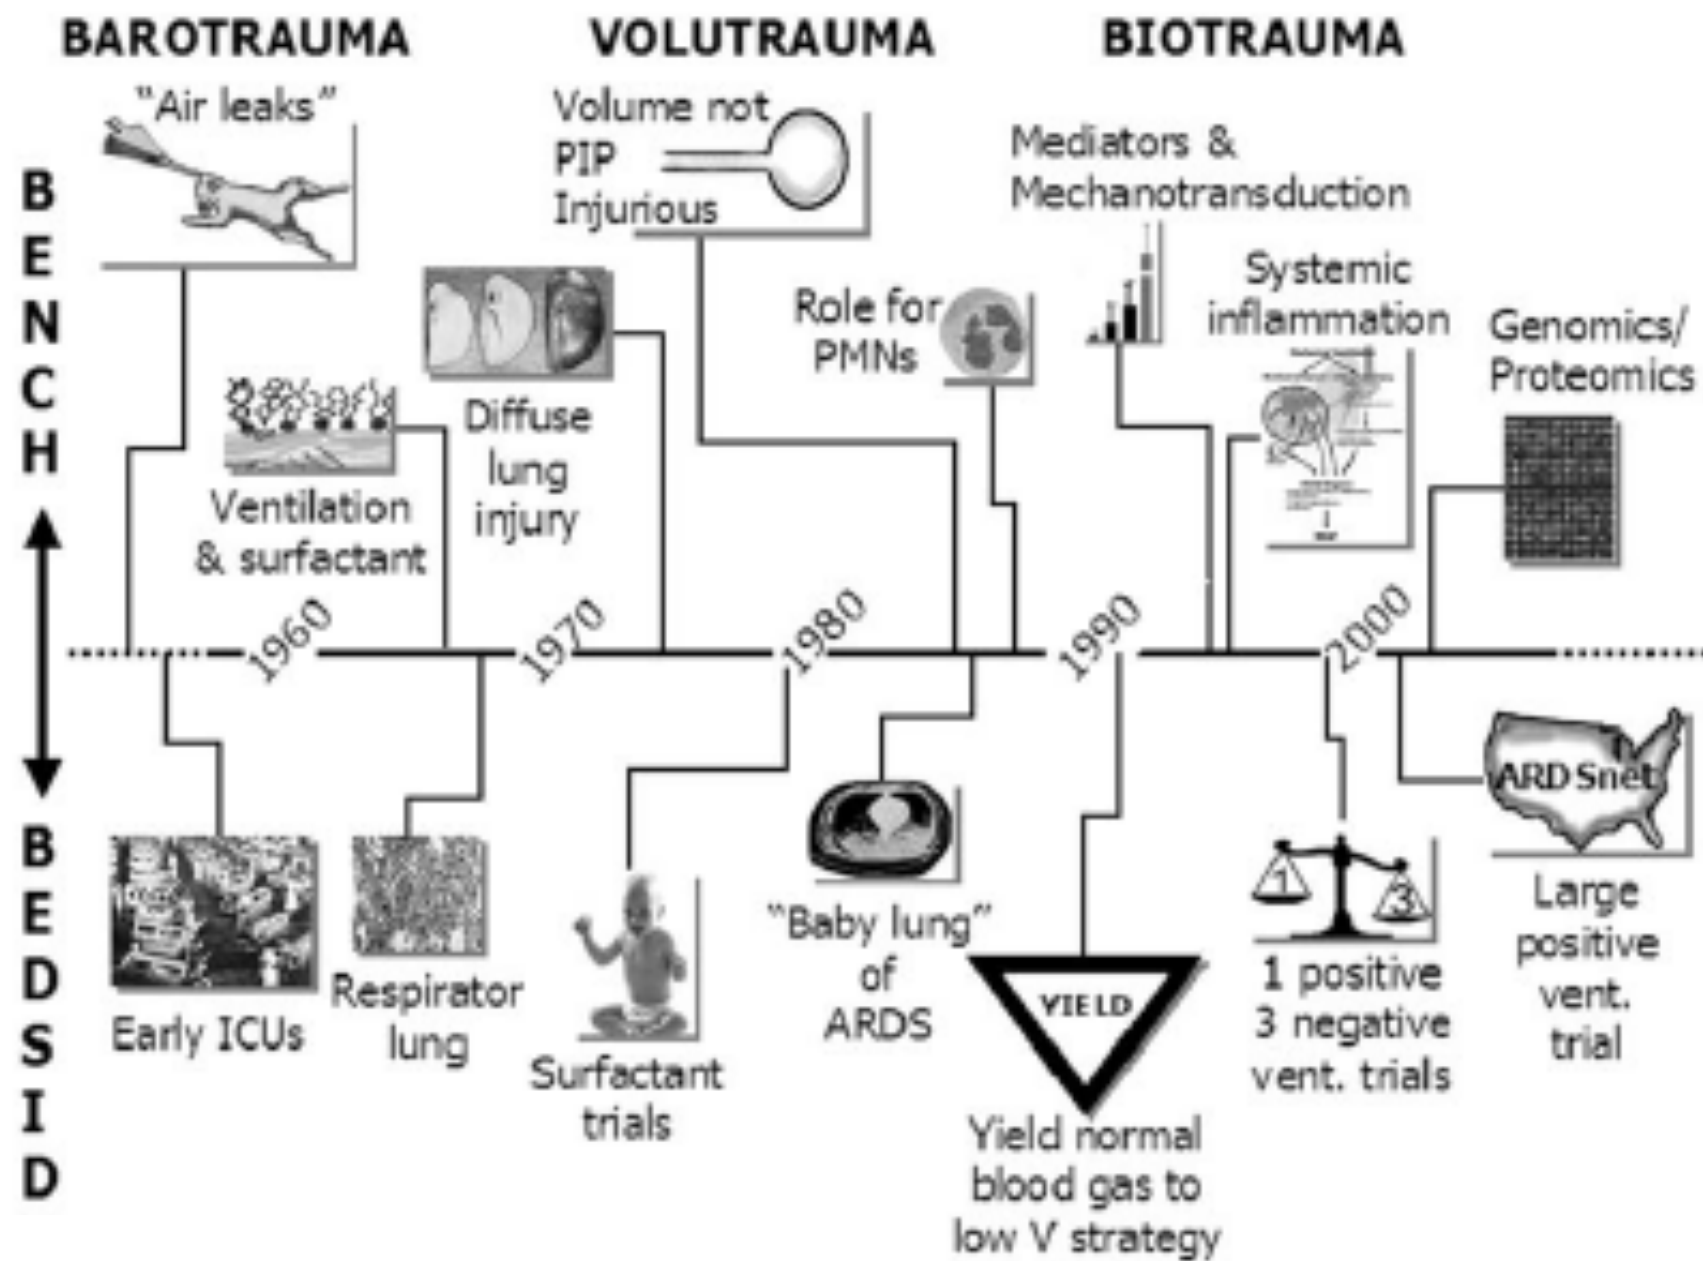 BAROTRAUMA
VOLUTRAUMA
BIOTRAUMA
BENCH
"Air leaks"
Volume not
PIP
Injurious
Mediators &
Mechanotransduction
Role for
PMNs
Systemic
inflammation
Genomics/
Proteomics
Diffuse
lung
injury
Ventilation
& surfactant
1960
1970
1980
1990
2000
BEDSID
Early ICUs
Respirator
lung
Surfactant
trials
"Baby lung"
of
ARDS
YIELD
Yield normal
blood gas to
low V strategy
1
3
1 positive
3 negative
vent. trials
ARDSnet
Large
positive
vent.
trial